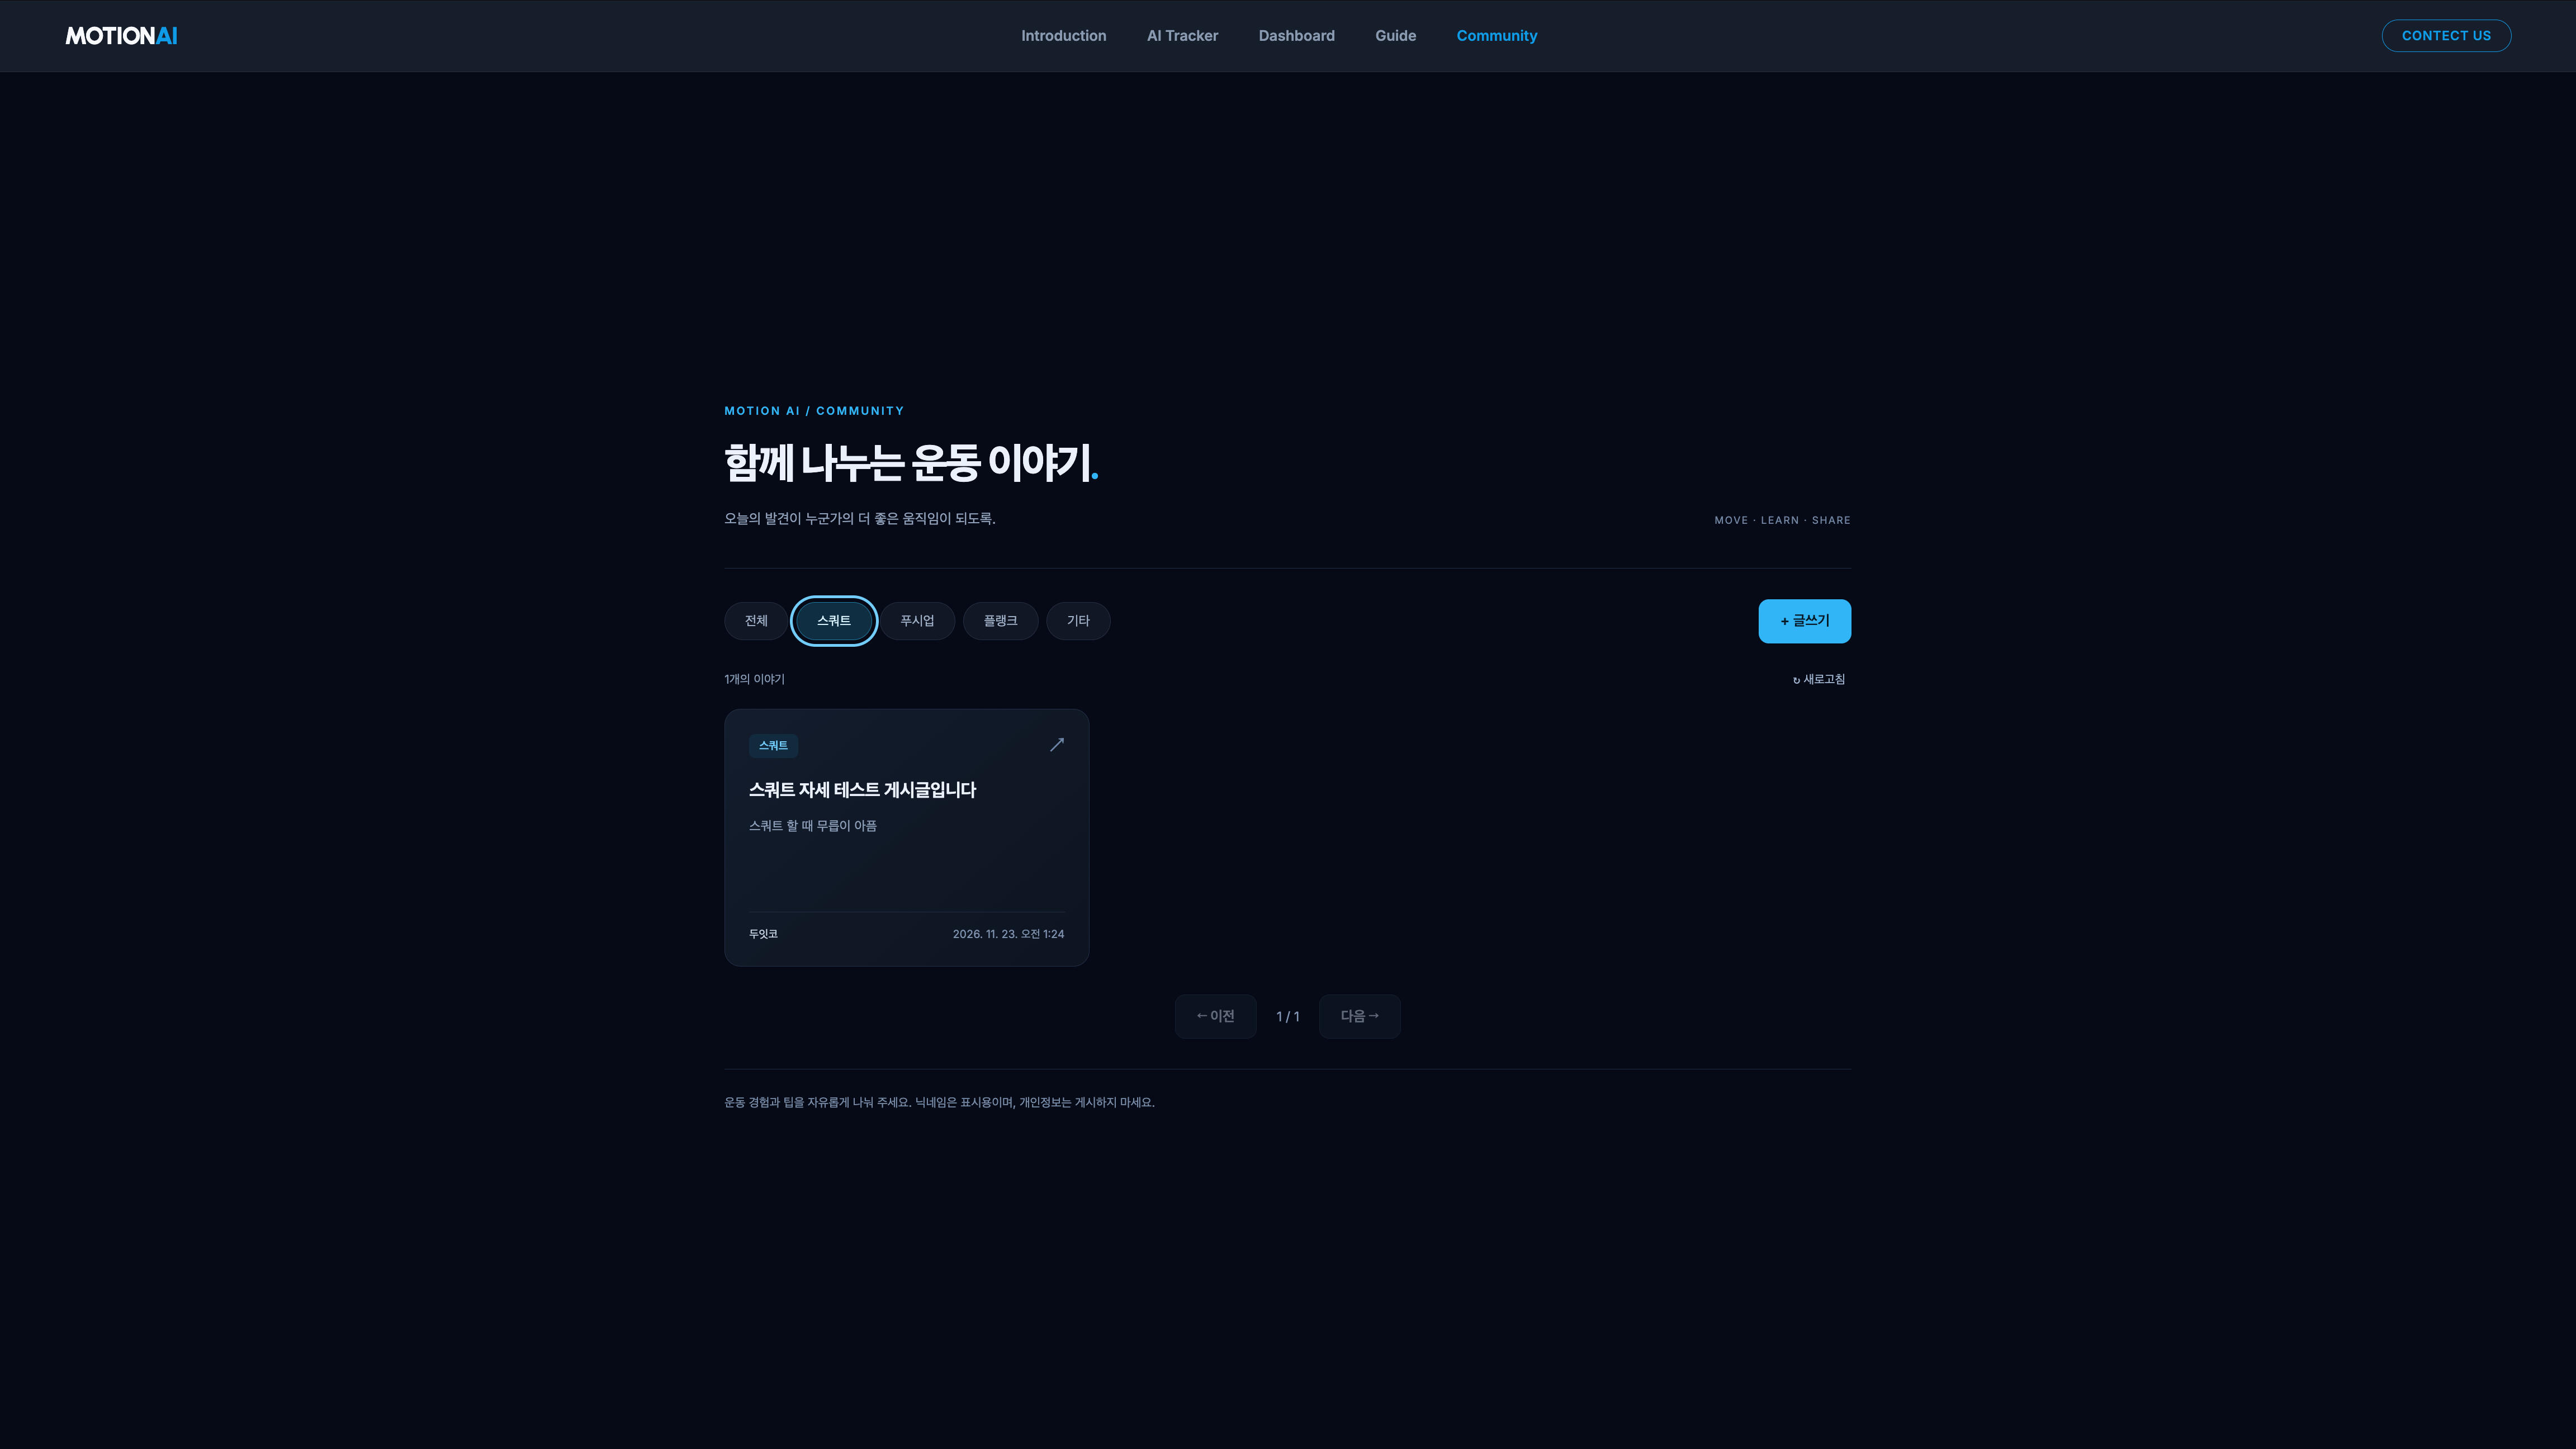 MOTIONAI
Introduction AI Tracker Dashboard Guide Community
CONTECT US
MOTION AI / COMMUNITY
함께 나누는 운동 이야기.
오늘의 발견이 누군가의 더 좋은 움직임이 되도록.
MOVE · LEARN · SHARE
전체 스쿼트 푸시업 플랭크 기타
+ 글쓰기
1개의 이야기
↻ 새로고침
스쿼트
↗
스쿼트 자세 테스트 게시글입니다
스쿼트 할 때 무릎이 아픔
두잇코
2026. 11. 23. 오전 1:24
← 이전 1 / 1 다음 →
운동 경험과 팁을 자유롭게 나눠 주세요. 닉네임은 표시용이며, 개인정보는 게시하지 마세요.